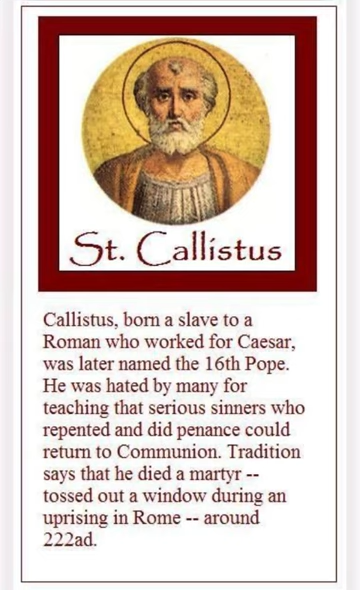 St. Callistus
Callistus, born a slave to a
Roman who worked for Caesar,
was later named the 16th Pope.
He was hated by many for
teaching that serious sinners who
repented and did penance could
return to Communion. Tradition
says that he died a martyr --
tossed out a window during an
uprising in Rome -- around
222ad.